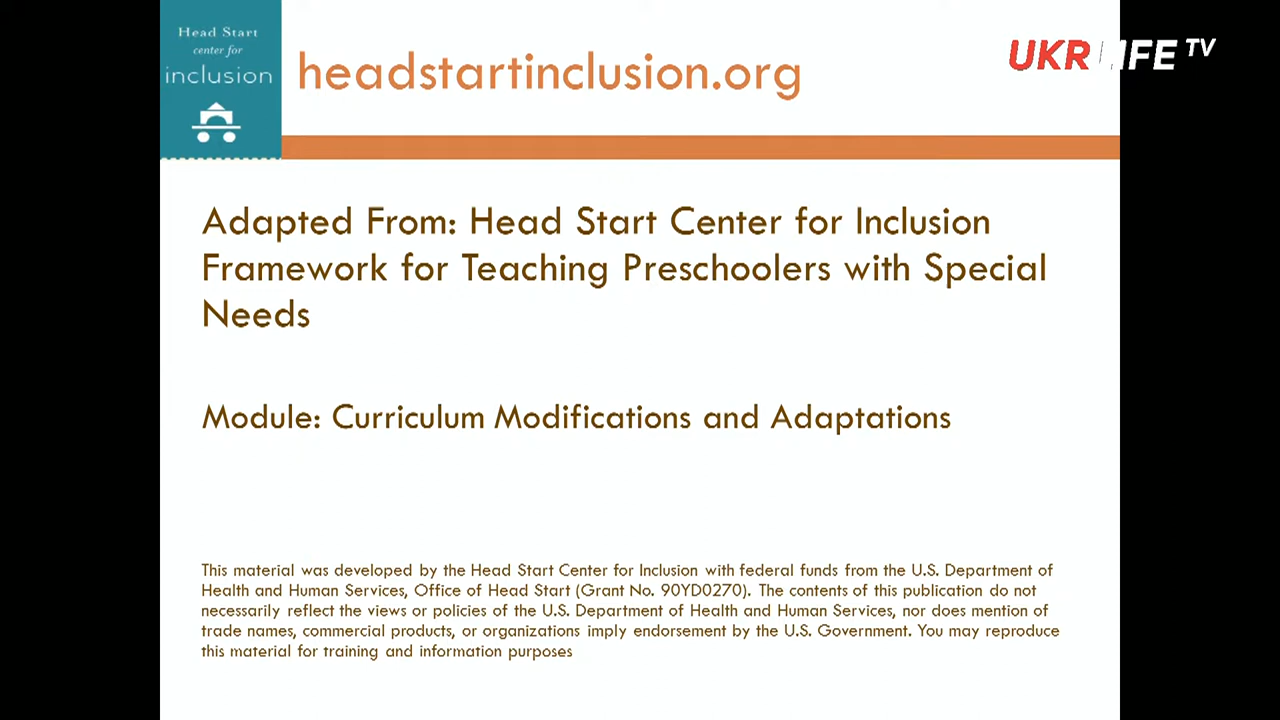 Head Start
center for
inclusion
headstartinclusion.org
UKRLIFE TV
Adapted From: Head Start Center for Inclusion
Framework for Teaching Preschoolers with Special
Needs
Module: Curriculum Modifications and Adaptations
This material was developed by the Head Start Center for Inclusion with federal funds from the U.S. Department of
Health and Human Services, Office of Head Start (Grant No. 90YD0270). The contents of this publication do not
necessarily reflect the views or policies of the U.S. Department of Health and Human Services, nor does mention of
trade names, commercial products, or organizations imply endorsement by the U.S. Government. You may reproduce
this material for training and information purposes